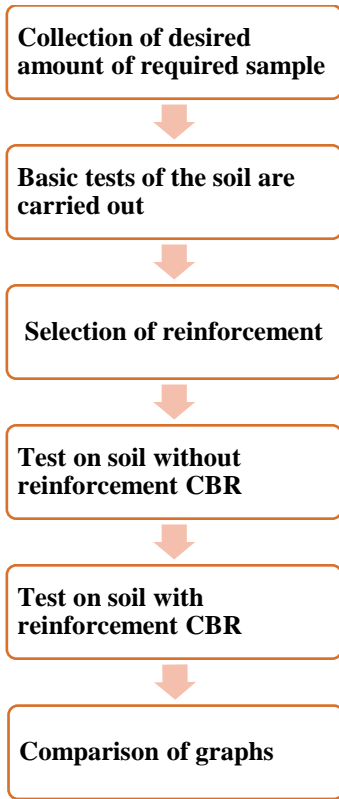 Collection of desired
amount of required sample
Basic tests of the soil are
carried out
Selection of reinforcement
Test on soil without
reinforcement CBR
Test on soil with
reinforcement CBR
Comparison of graphs